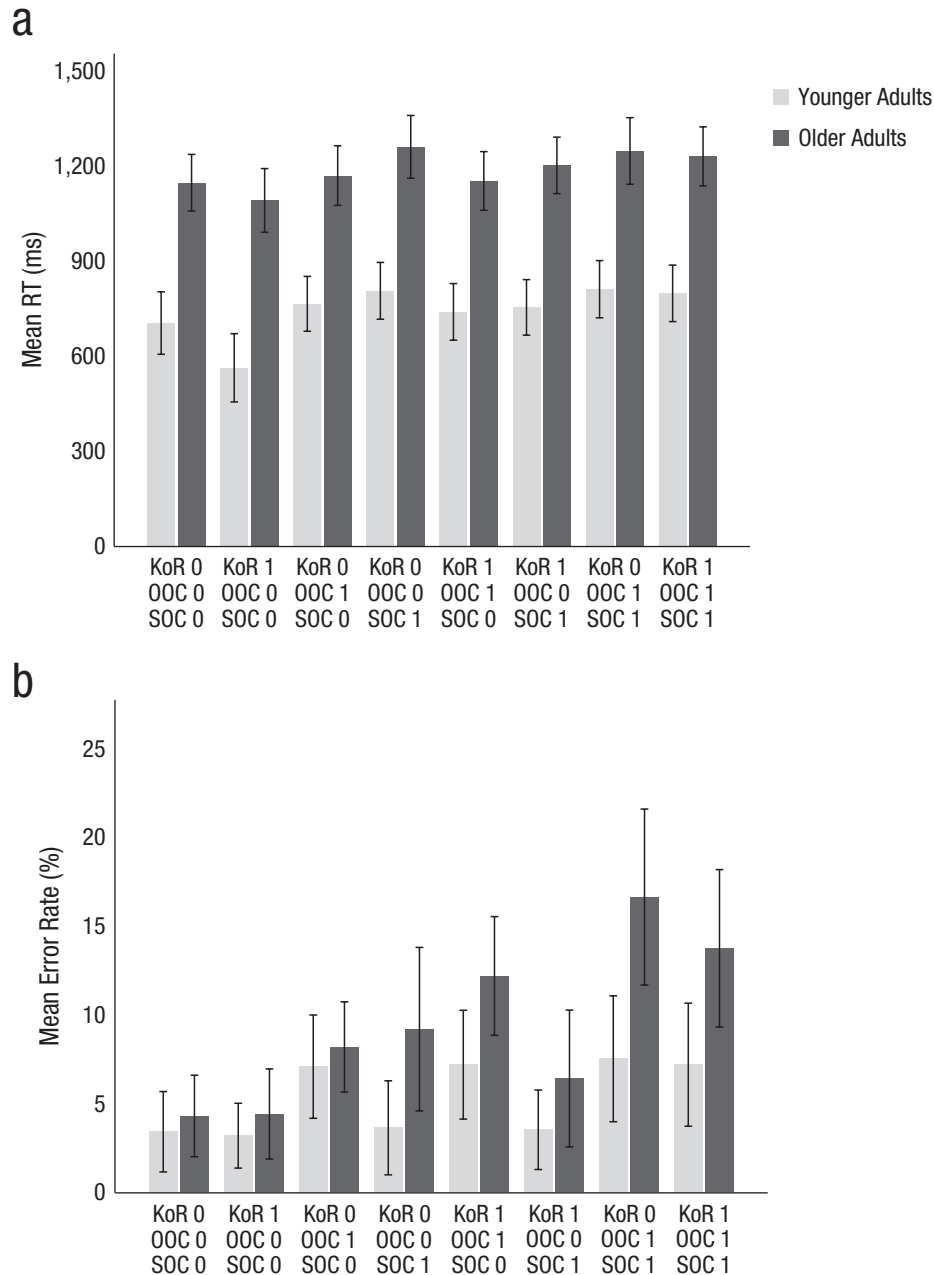 a
1,500
1,200
900
600
300
0
Mean RT (ms)
Younger Adults
Older Adults
KoR 0 KoR 1 KoR 0 KoR 0 KoR 1 KoR 1 KoR 0 KoR 1
OOC 0 OOC 0 OOC 1 OOC 0 OOC 1 OOC 0 OOC 1 OOC 1
SOC 0 SOC 0 SOC 0 SOC 1 SOC 0 SOC 1 SOC 1 SOC 1
b
25
20
15
10
5
0
Mean Error Rate (%)
KoR 0 KoR 1 KoR 0 KoR 0 KoR 1 KoR 1 KoR 0 KoR 1
OOC 0 OOC 0 OOC 1 OOC 0 OOC 1 OOC 0 OOC 1 OOC 1
SOC 0 SOC 0 SOC 0 SOC 1 SOC 0 SOC 1 SOC 1 SOC 1